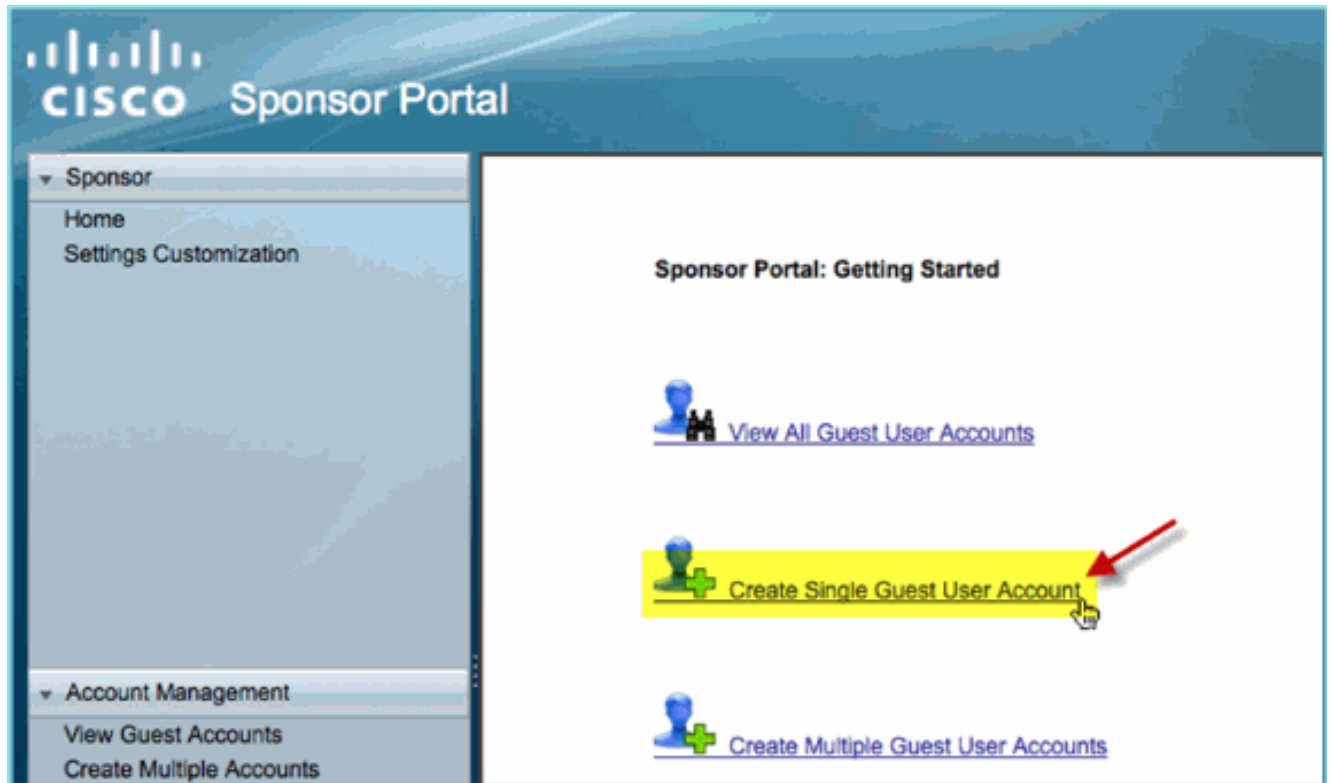 CISCO Sponsor Portal
Sponsor
Home
Settings Customization
Sponsor Portal: Getting Started
View All Guest User Accounts
Create Single Guest User Account
Create Multiple Guest User Accounts
Account Management
View Guest Accounts
Create Multiple Accounts